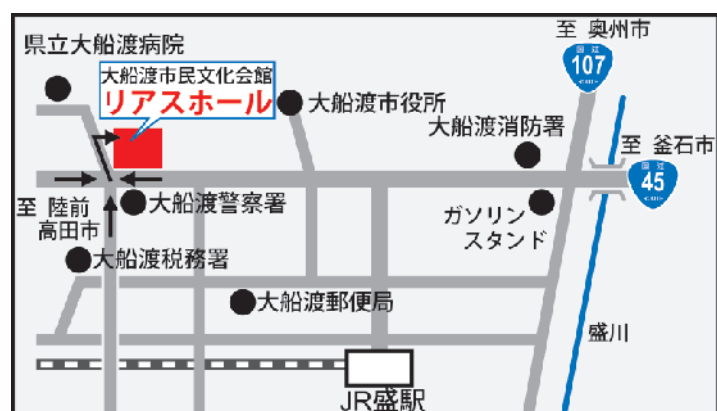 至 奥州市
国道
107
県立大船渡病院
大船渡市民文化会館
リアスホール
大船渡市役所
大船渡消防署
至 釜石市
国道
45
至 陸前
高田市
大船渡警察署
ガソリン
スタンド
大船渡税務署
大船渡郵便局
盛川
JR盛駅